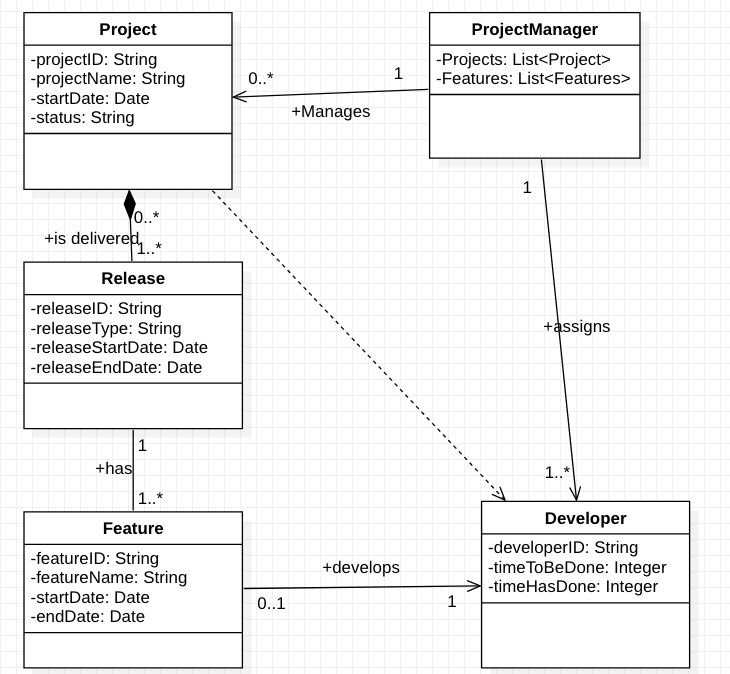 Project
-projectID: String
-projectName: String
-startDate: Date
-status: String
ProjectManager
-Projects: List<Project>
-Features: List<Features>
0..*
1
+Manages
0..*
+is delivered
1..*
1
+assigns
1..*
Release
-releaseID: String
-releaseType: String
-releaseStartDate: Date
-releaseEndDate: Date
1
+has
1..*
Feature
-featureID: String
-featureName: String
-startDate: Date
-endDate: Date
+develops
0..1
1
Developer
-developerID: String
-timeToBeDone: Integer
-timeHasDone: Integer